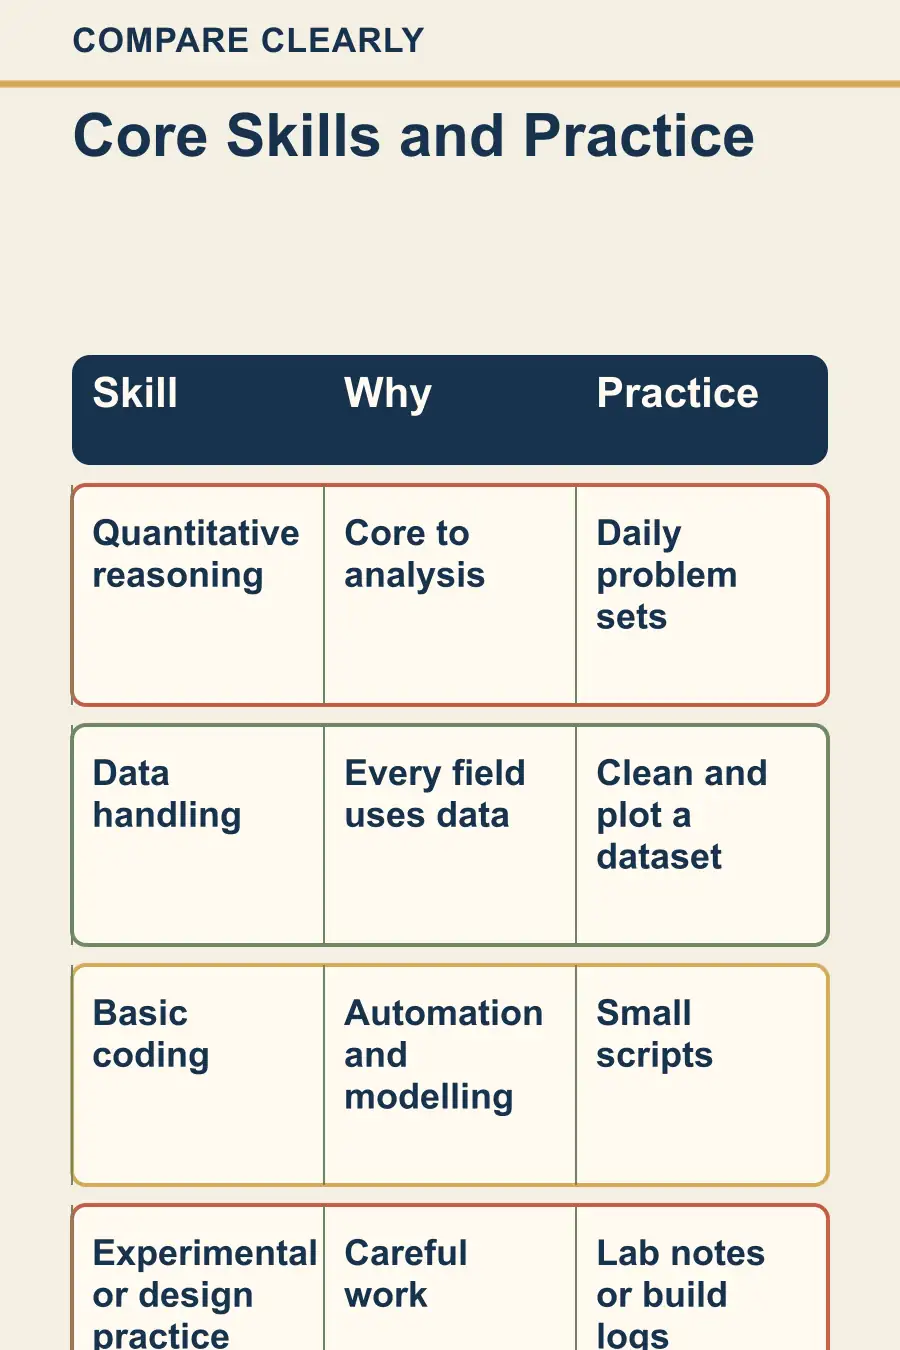 COMPARE CLEARLY
Core Skills and Practice
Skill
Why
Practice
Quantitative
reasoning
Core to
analysis
Daily
problem
sets
Data
handling
Every field
uses data
Clean and
plot a
dataset
Basic
coding
Automation
and
modelling
Small
scripts
Experimental
or design
practice
Careful
work
Lab notes
or build
logs